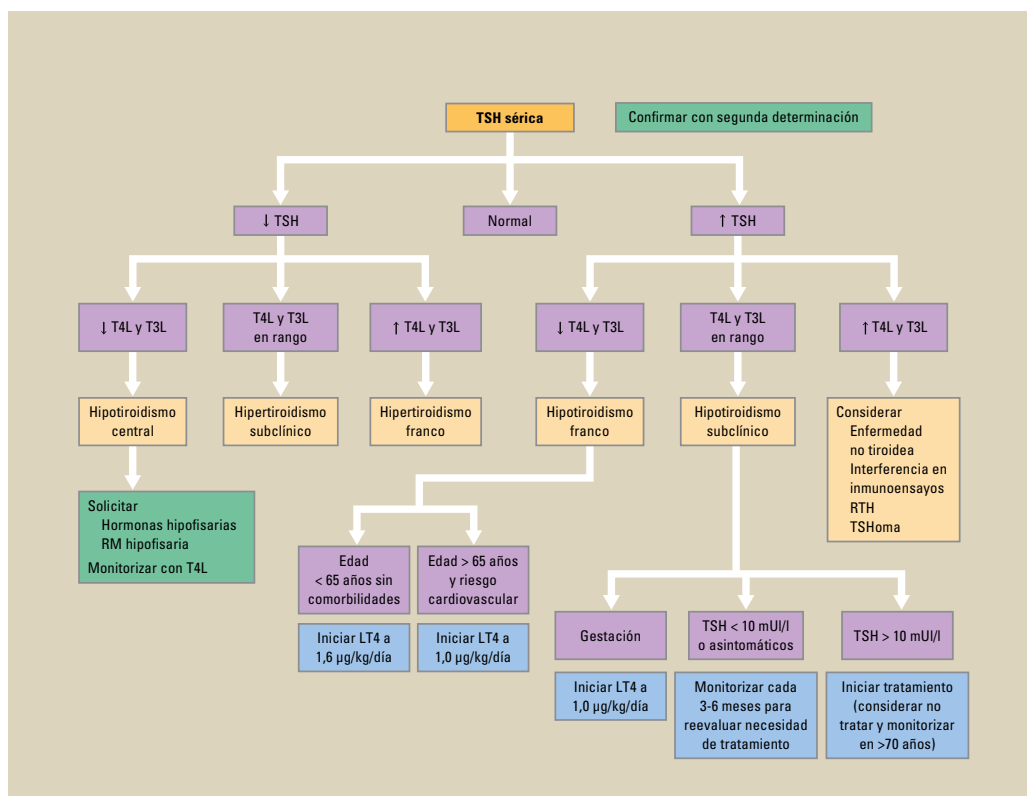 TSH sérica
Confirmar con segunda determinación
↓ TSH
Normal
↑ TSH
↓ T4L y T3L
T4L y T3L
en rango
↑ T4L y T3L
↓ T4L y T3L
T4L y T3L
en rango
↑ T4L y T3L
Hipotiroidismo
central
Hipertiroidismo
subclínico
Hipertiroidismo
franco
Hipotiroidismo
franco
Hipotiroidismo
subclínico
Considerar
Enfermedad
no tiroidea
Interferencia en
inmunoensayos
RTH
TSHoma
Solicitar
Hormonas hipofisarias
RM hipofisaria
Monitorizar con T4L
Edad
< 65 años sin
comorbilidades
Edad > 65 años
y riesgo
cardiovascular
Iniciar LT4 a
1,6 µg/kg/día
Iniciar LT4 a
1,0 µg/kg/día
Gestación
TSH < 10 mUI/l
o asintomáticos
TSH > 10 mUI/l
Iniciar LT4 a
1,0 µg/kg/día
Monitorizar cada
3-6 meses para
reevaluar necesidad
de tratamiento
Iniciar tratamiento
(considerar no
tratar y monitorizar
en >70 años)